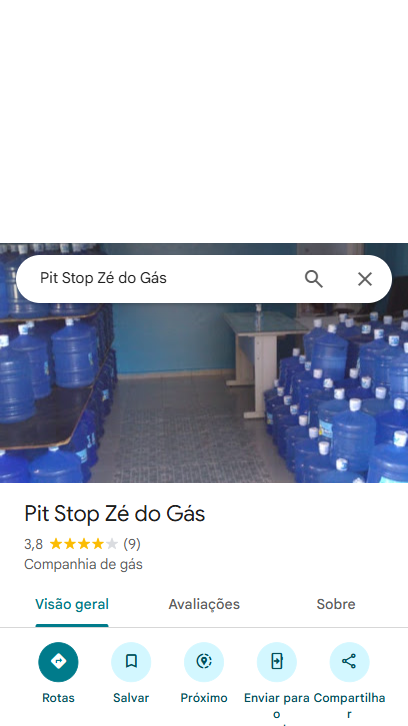 Pit Stop Zé do Gás
Pit Stop Zé do Gás
3,8 (9)
Companhia de gás
Visão geral Avaliações Sobre
Rotas Salvar Próximo Enviar para o Compartilhar